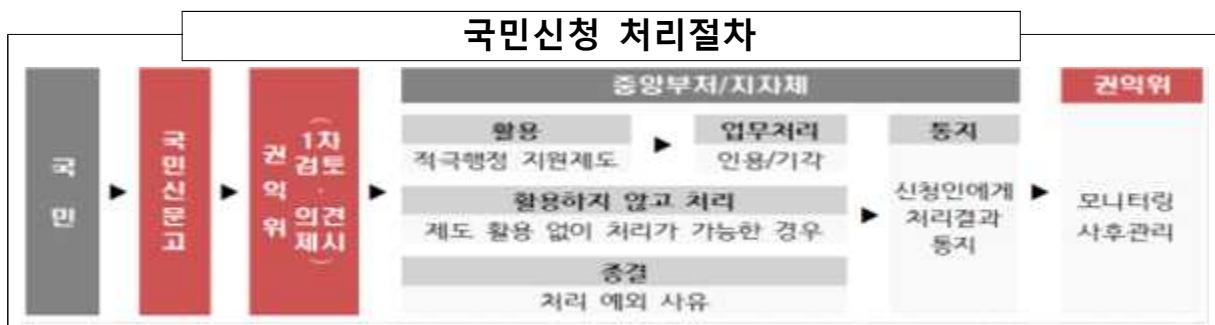 국민신청 처리절차
국민
국민신문고
권익위 (1차 검토·의견제시)
중앙부처/지자체
활용
적극행정 지원제도
업무처리
인용/기각
활용하지 않고 처리
제도 활용 없이 처리가 가능한 경우
종결
처리 예외 사유
통지
신청인에게
처리결과
통지
권익위
모니터링
사후관리